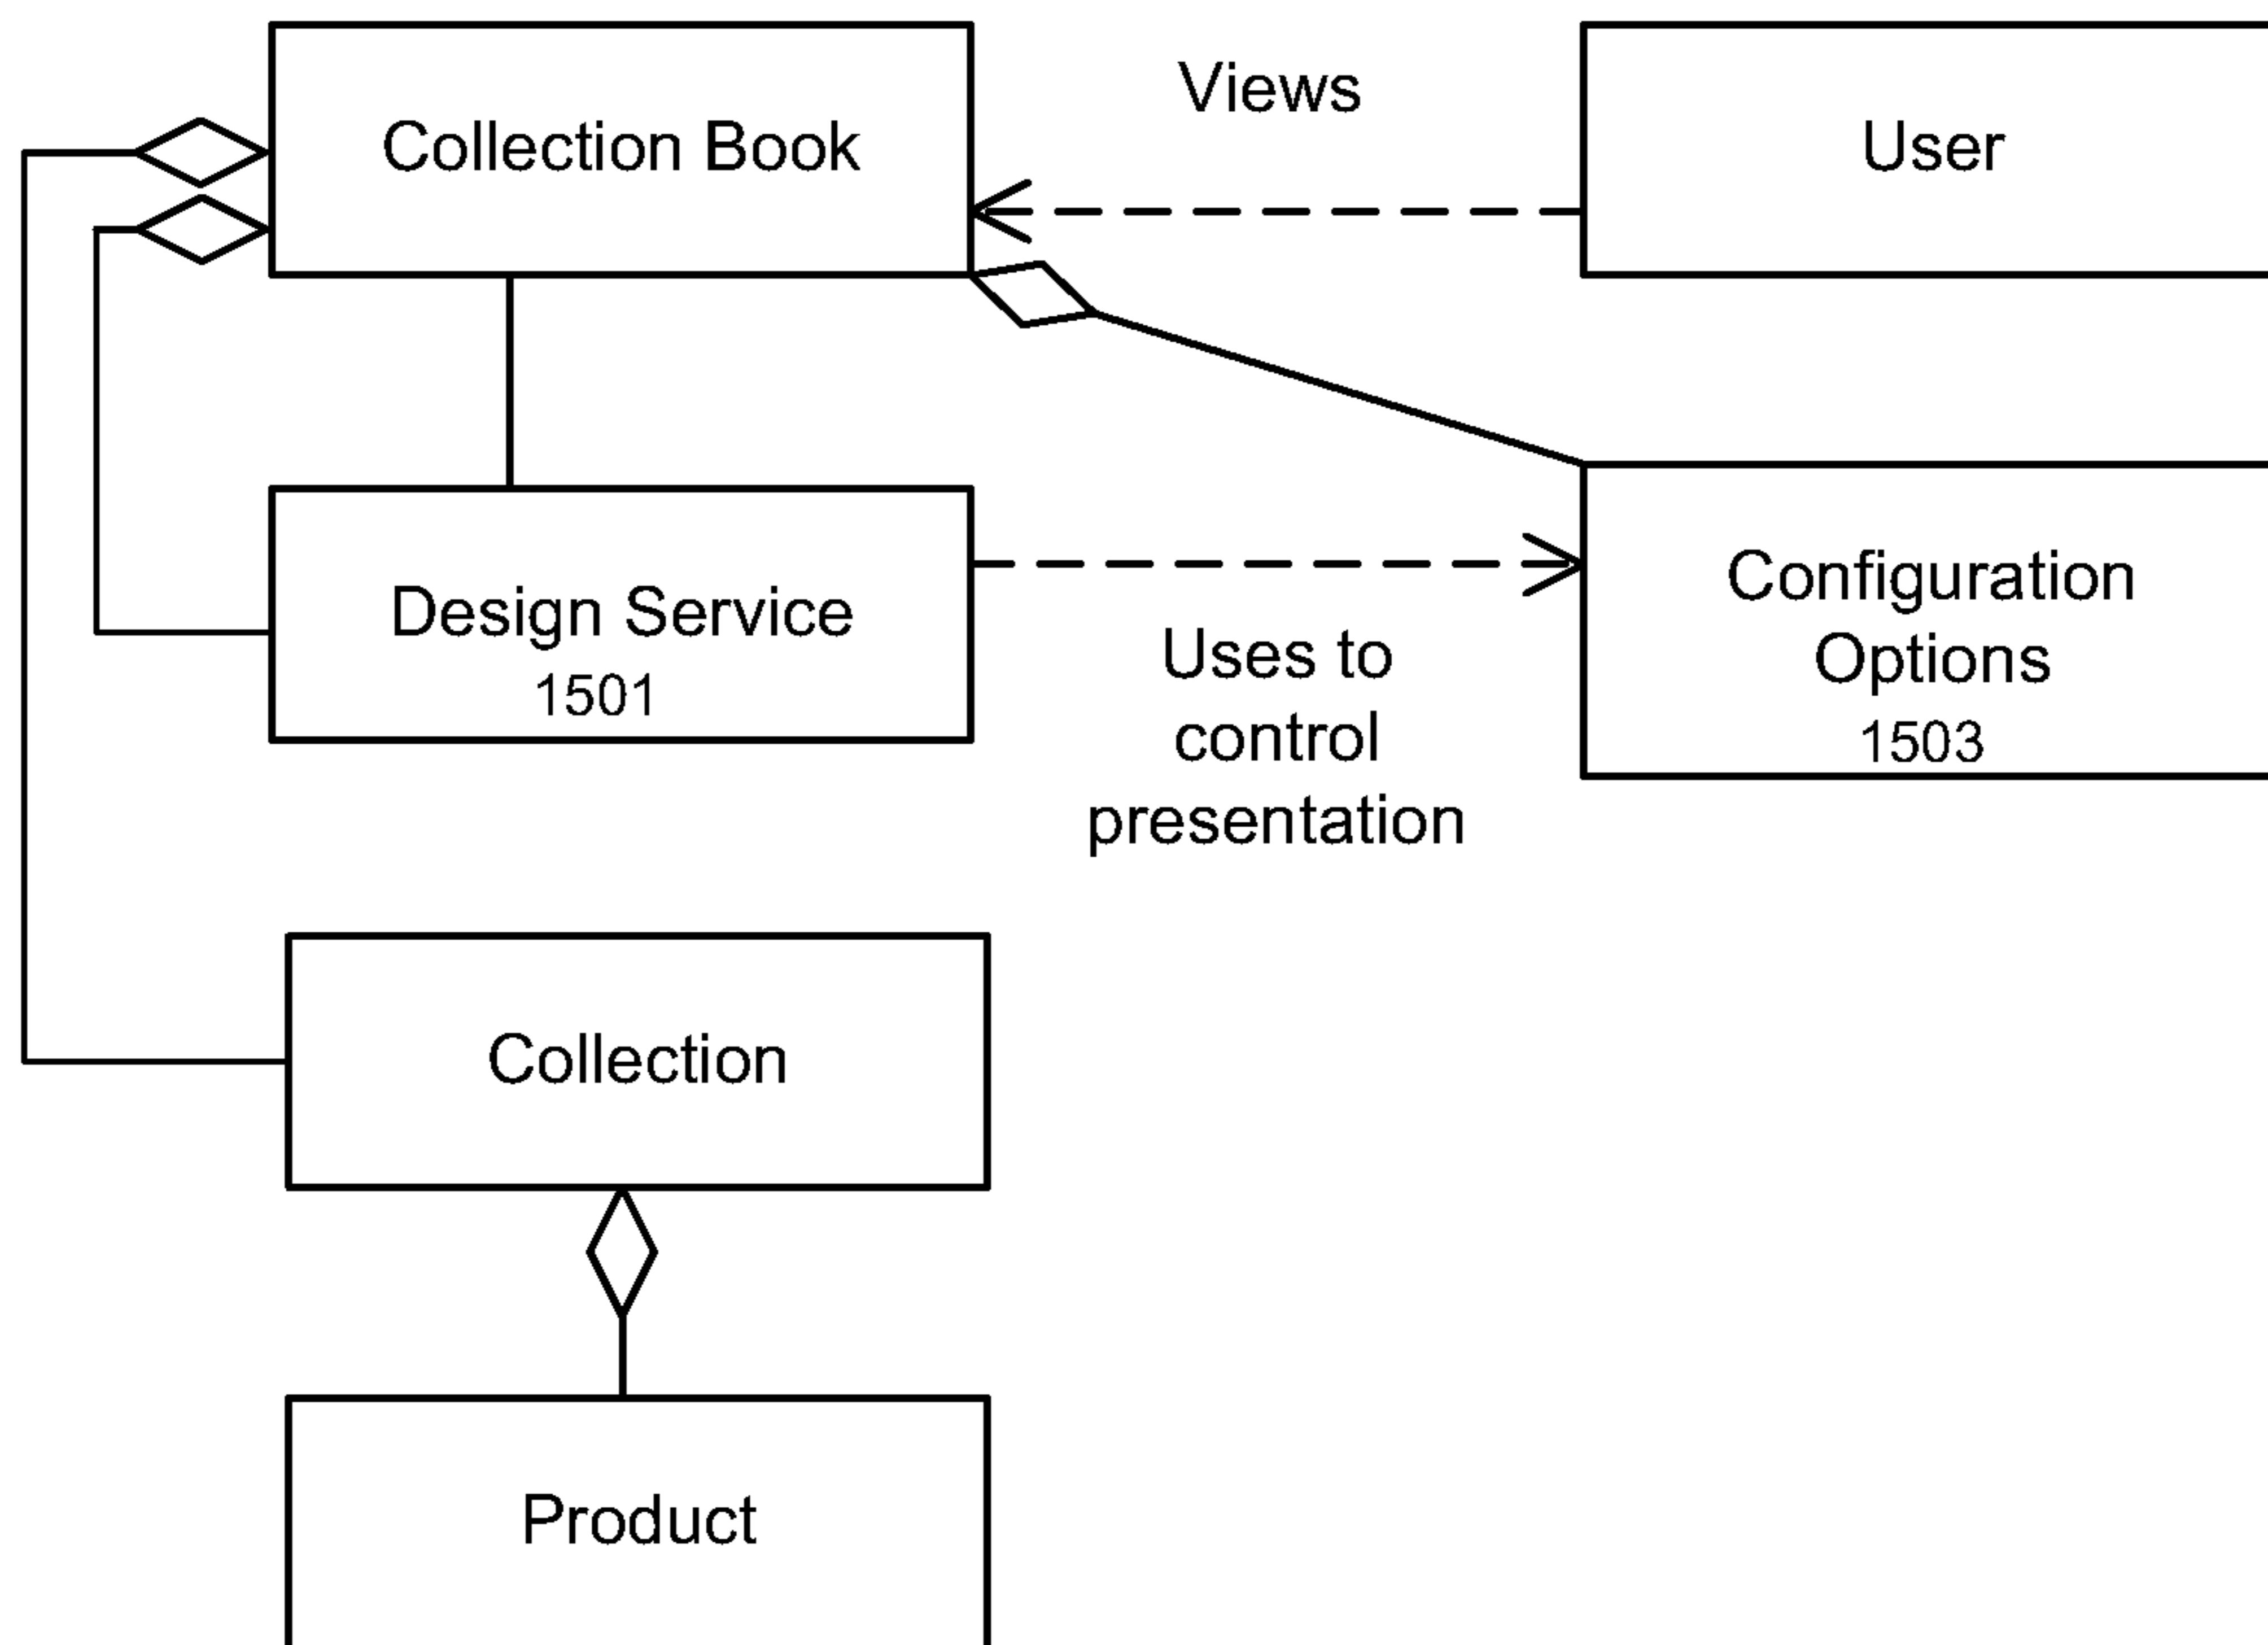 Collection Book
Views
User
Design Service
1501
Uses to
control
presentation
Configuration
Options
1503
Collection
Product